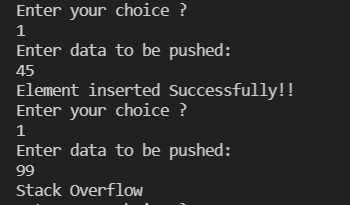 Enter your choice ?
1
Enter data to be pushed:
45
Element inserted Successfully!!
Enter your choice ?
1
Enter data to be pushed:
99
Stack Overflow